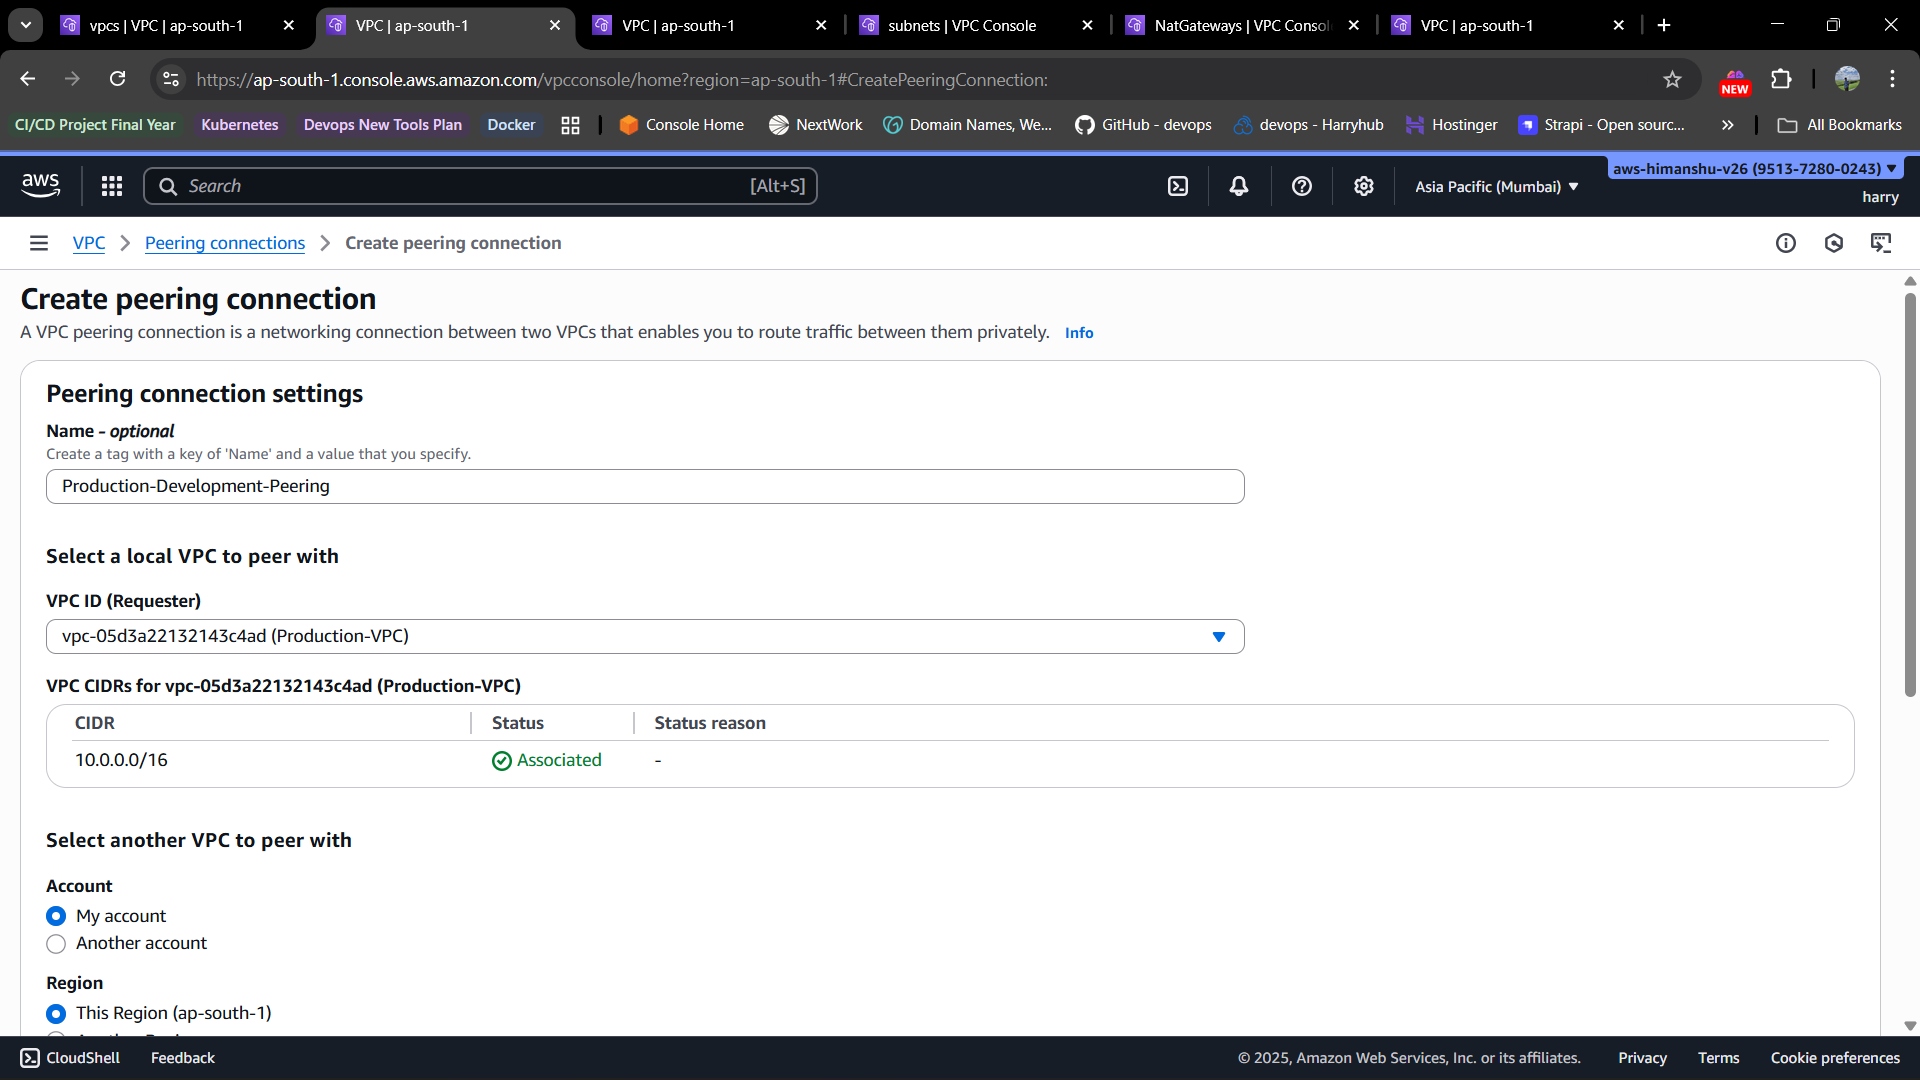 vpcs | VPC | ap-south-1
VPC | ap-south-1
VPC | ap-south-1
subnets | VPC Console
NatGateways | VPC Consol
VPC | ap-south-1
https://ap-south-1.console.aws.amazon.com/vpcconsole/home?region=ap-south-1#CreatePeeringConnection:
NEW
CI/CD Project Final Year
Kubernetes
Devops New Tools Plan
Docker
Console Home
NextWork
Domain Names, We...
GitHub - devops
devops - Harryhub
Hostinger
Strapi - Open sourc...
All Bookmarks
aws
Search
[Alt+S]
Asia Pacific (Mumbai)
aws-himanshu-v26 (9513-7280-0243)
harry
VPC
Peering connections
Create peering connection
Create peering connection
A VPC peering connection is a networking connection between two VPCs that enables you to route traffic between them privately. Info
Peering connection settings
Name - optional
Create a tag with a key of 'Name' and a value that you specify.
Production-Development-Peering
Select a local VPC to peer with
VPC ID (Requester)
vpc-05d3a22132143c4ad (Production-VPC)
VPC CIDRs for vpc-05d3a22132143c4ad (Production-VPC)
CIDR Status Status reason
10.0.0.0/16 Associated -
Select another VPC to peer with
Account
My account
Another account
Region
This Region (ap-south-1)
CloudShell
Feedback
© 2025, Amazon Web Services, Inc. or its affiliates.
Privacy
Terms
Cookie preferences